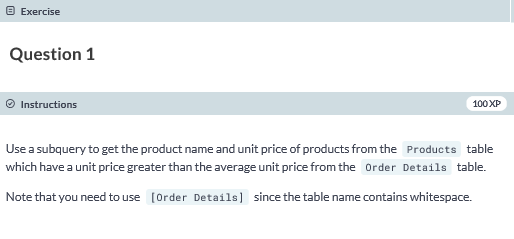 Exercise
Question 1
Instructions
100 XP
Use a subquery to get the product name and unit price of products from the Products table
which have a unit price greater than the average unit price from the Order Details table.
Note that you need to use [Order Details] since the table name contains whitespace.